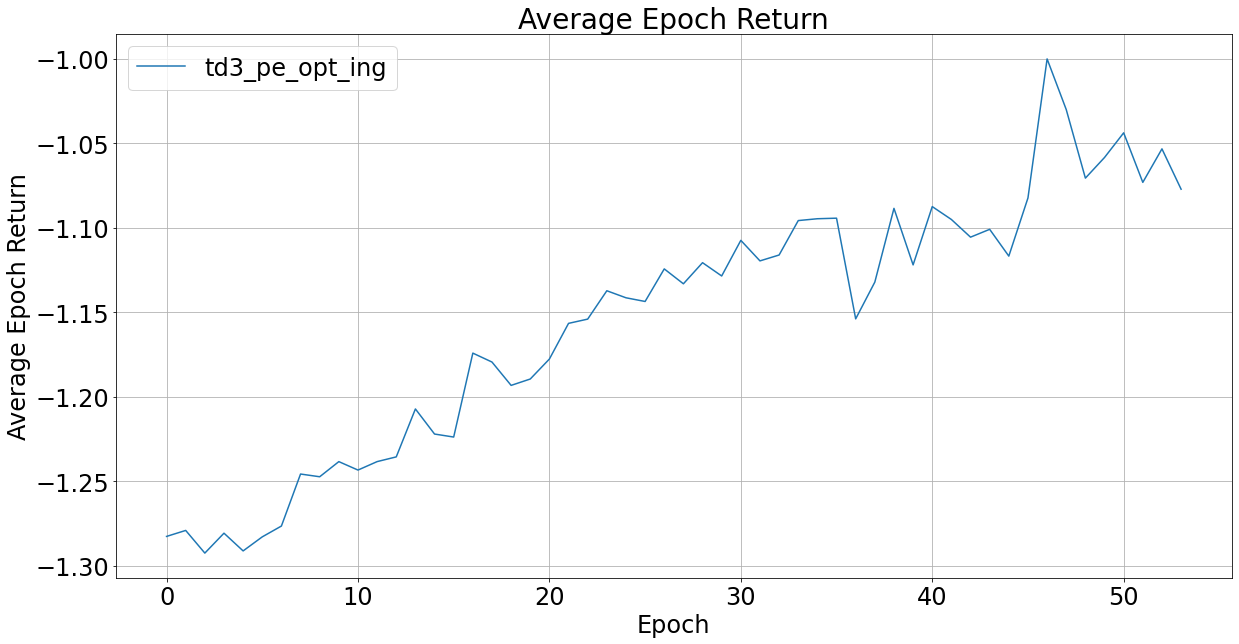 Average Epoch Return
td3_pe_opt_ing
Average Epoch Return
−1.00
−1.05
−1.10
−1.15
−1.20
−1.25
−1.30
0 10 20 30 40 50
Epoch